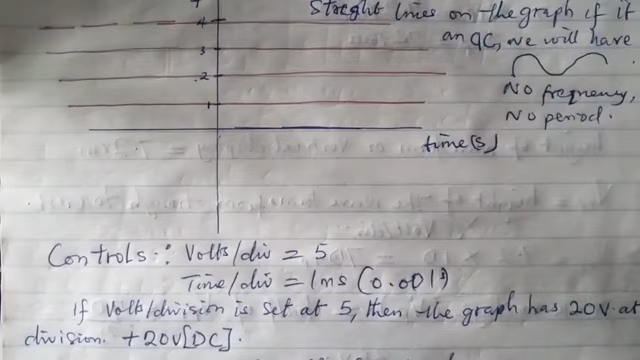 4
Straight lines on the graph if it
3
an ac, we will have
2
No frequency,
1
No period.
time(s)
Controls: Volts/div = 5
Time/div = 1ms (0.001)
If Volts/division is set at 5, then the graph has 20V at
division. +20V[DC].